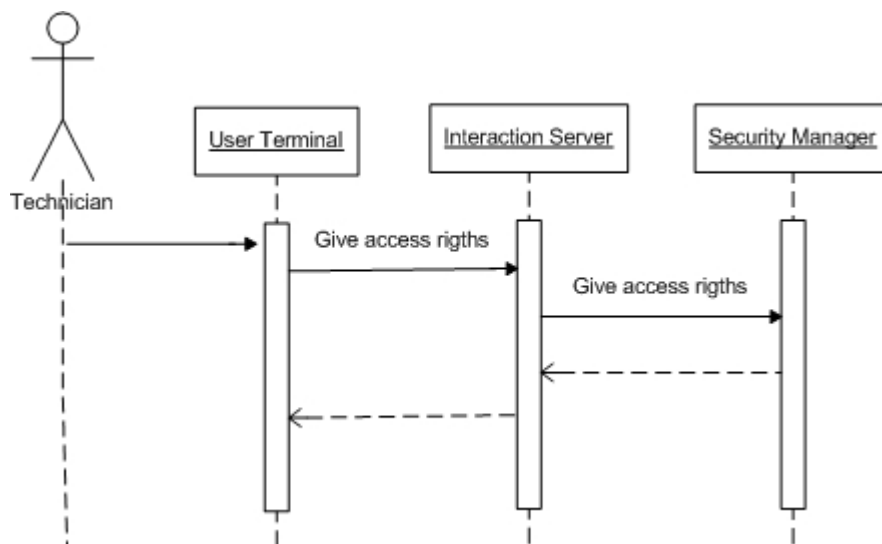 User Terminal
Interaction Server
Security Manager
Technician
Give access rigths
Give access rigths